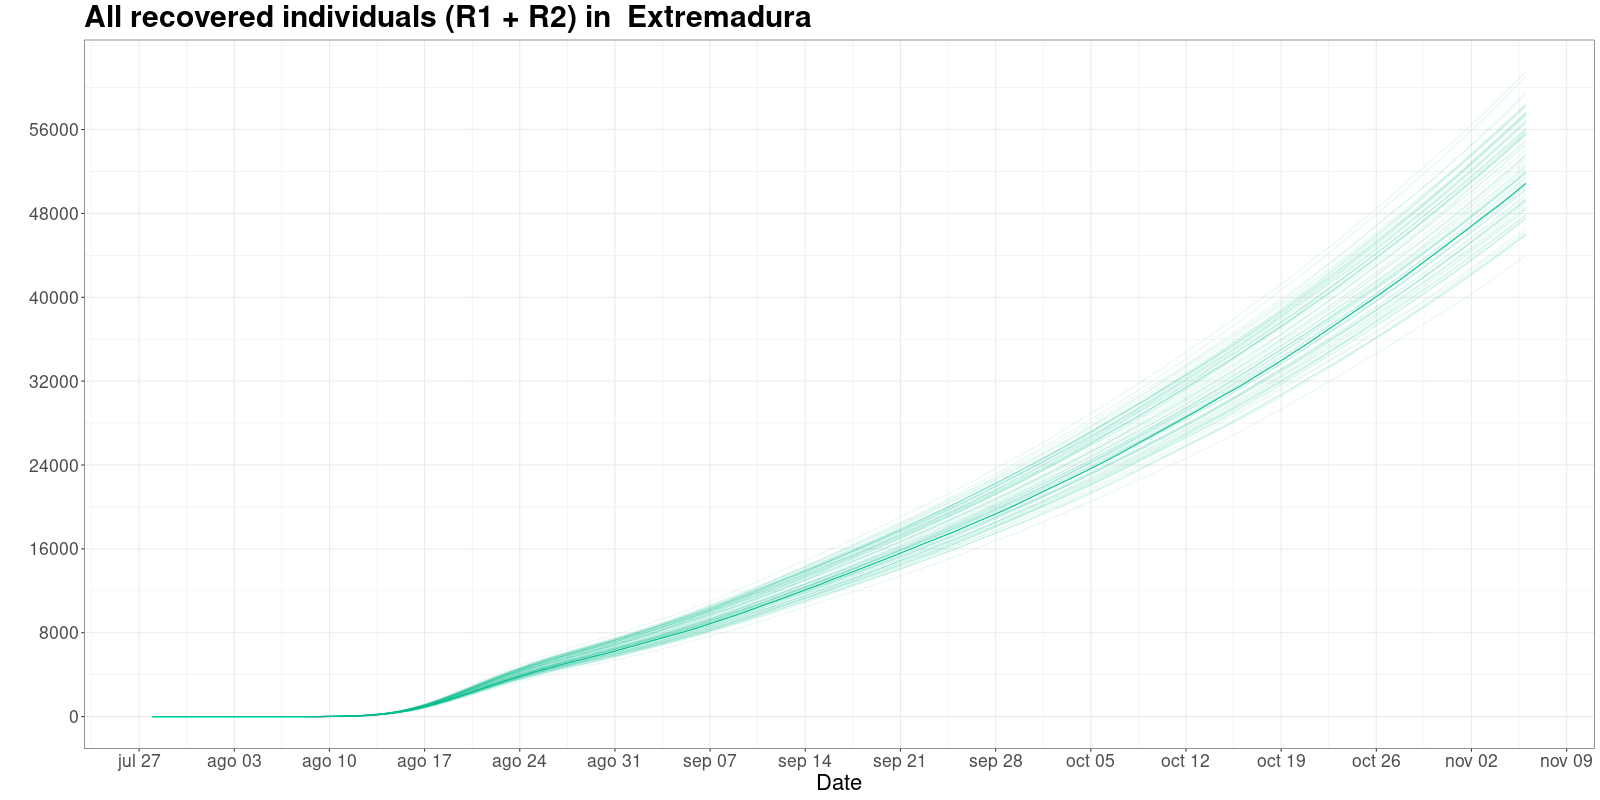 All recovered individuals (R1 + R2) in  Extremadura
56000
48000
40000
32000
24000
16000
8000
0
jul 27 ago 03 ago 10 ago 17 ago 24 ago 31 sep 07 sep 14 sep 21 sep 28 oct 05 oct 12 oct 19 oct 26 nov 02 nov 09
Date